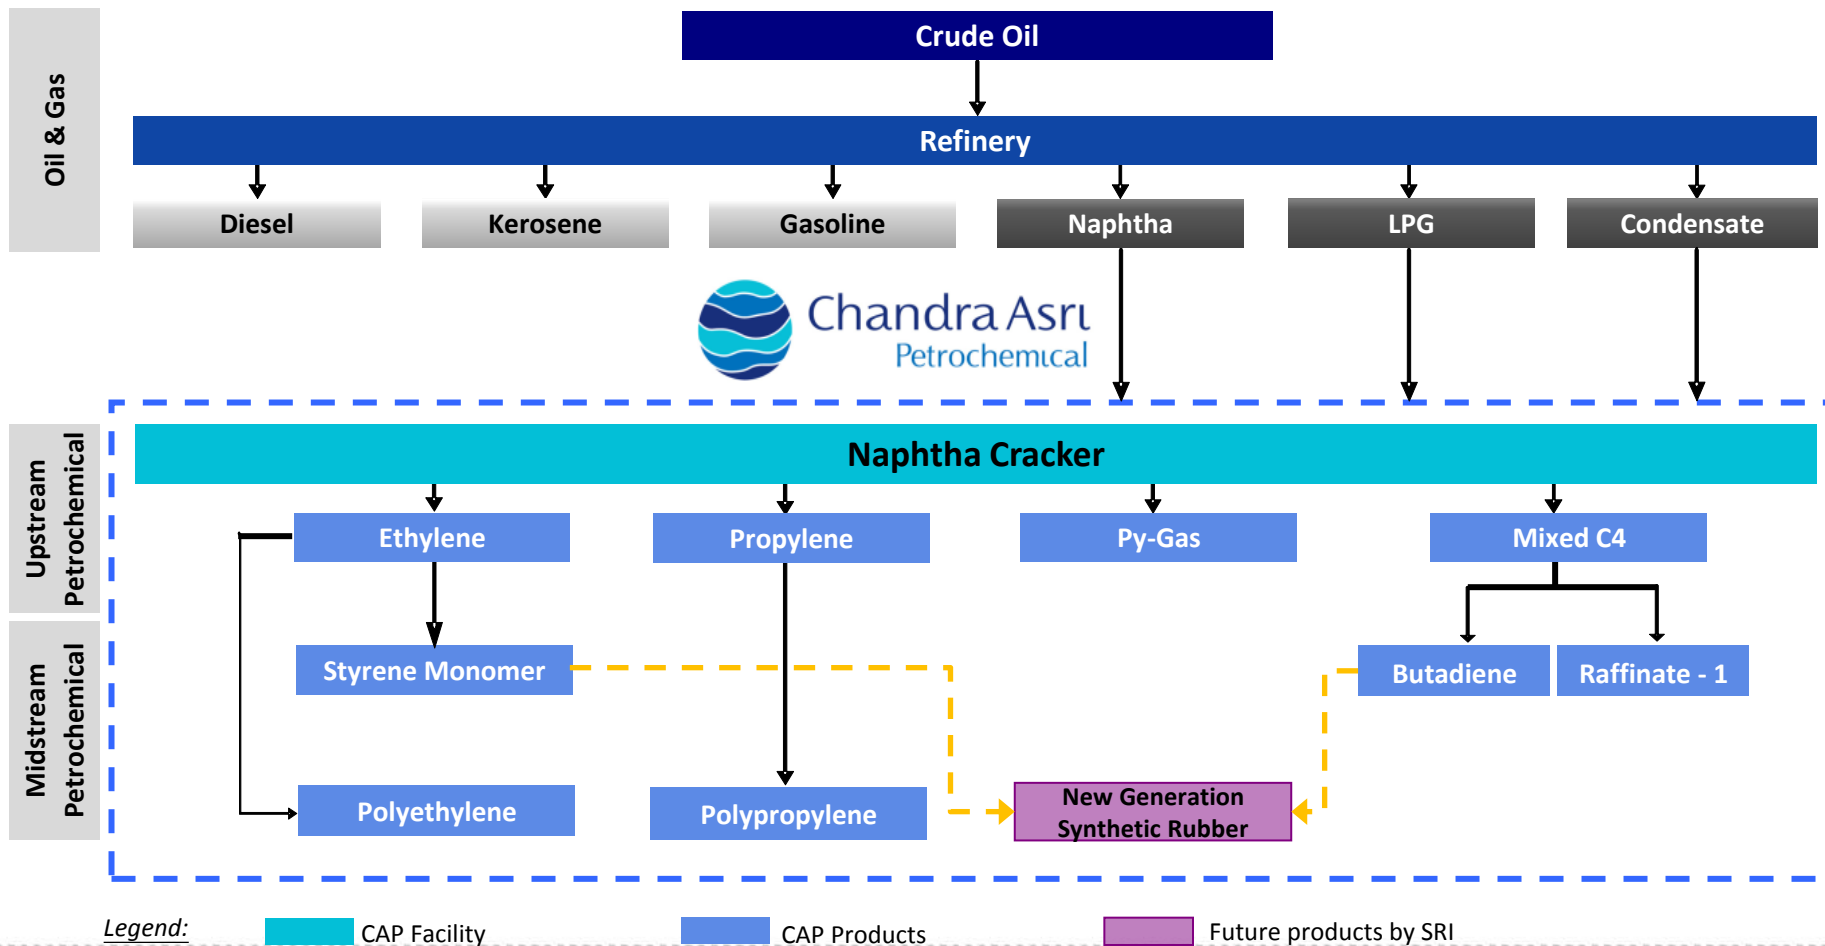 Crude Oil
Oil & Gas
Refinery
Diesel
Kerosene
Gasoline
Naphtha
LPG
Condensate
Chandra Asri
Petrochemical
Upstream
Petrochemical
Naphtha Cracker
Ethylene
Propylene
Py-Gas
Mixed C4
Midstream
Petrochemical
Styrene Monomer
Butadiene
Raffinate - 1
Polyethylene
Polypropylene
New Generation
Synthetic Rubber
Legend:
CAP Facility
CAP Products
Future products by SRI